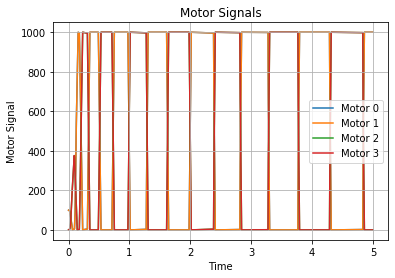 Motor Signals
1000
800
600
400
200
0
Motor Signal
Motor 0
Motor 1
Motor 2
Motor 3
0 1 2 3 4 5
Time